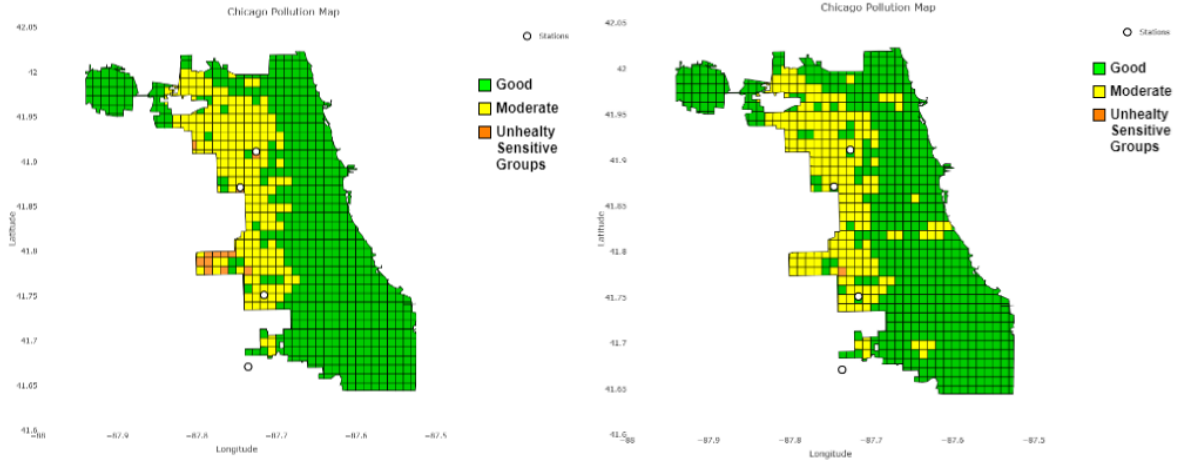 Chicago Pollution Map
42.05
42
41.95
41.9
41.85
41.8
41.75
41.7
41.65
41.6
Latitude
−88
−87.9
−87.8
−87.7
−87.6
−87.5
Longitude
Stations
Good
Moderate
Unhealty
Sensitive
Groups
Chicago Pollution Map
42.05
42
41.95
41.9
41.85
41.8
41.75
41.7
41.65
41.6
Latitude
−88
−87.9
−87.8
−87.7
−87.6
−87.5
Longitude
Stations
Good
Moderate
Unhealty
Sensitive
Groups